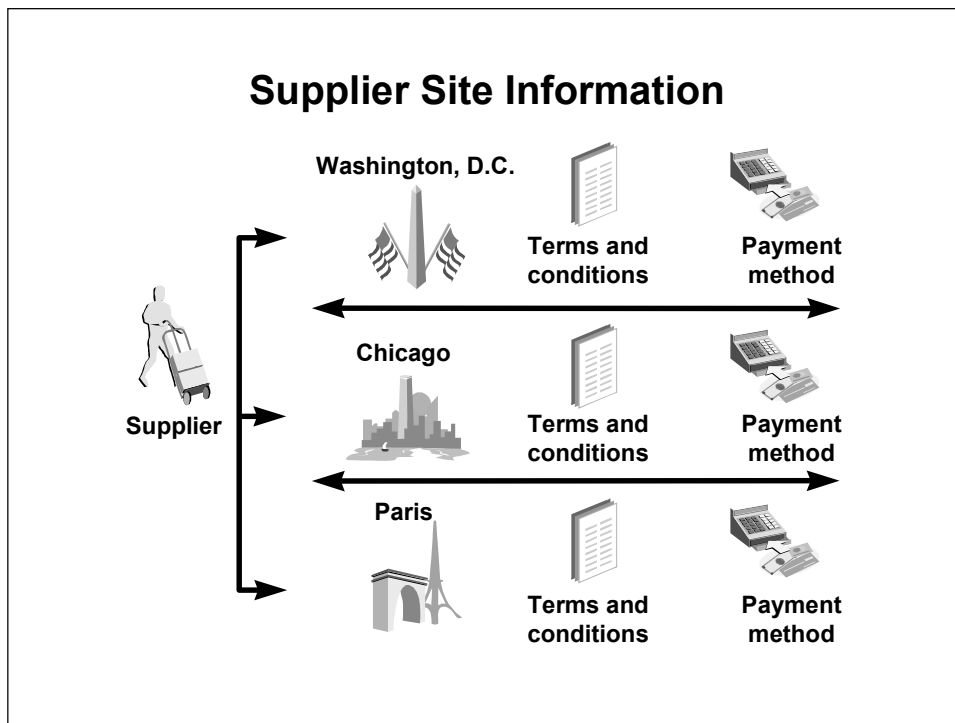 Supplier Site Information
Washington, D.C.
Terms and
conditions
Payment
method
Supplier
Chicago
Terms and
conditions
Payment
method
Paris
Terms and
conditions
Payment
method